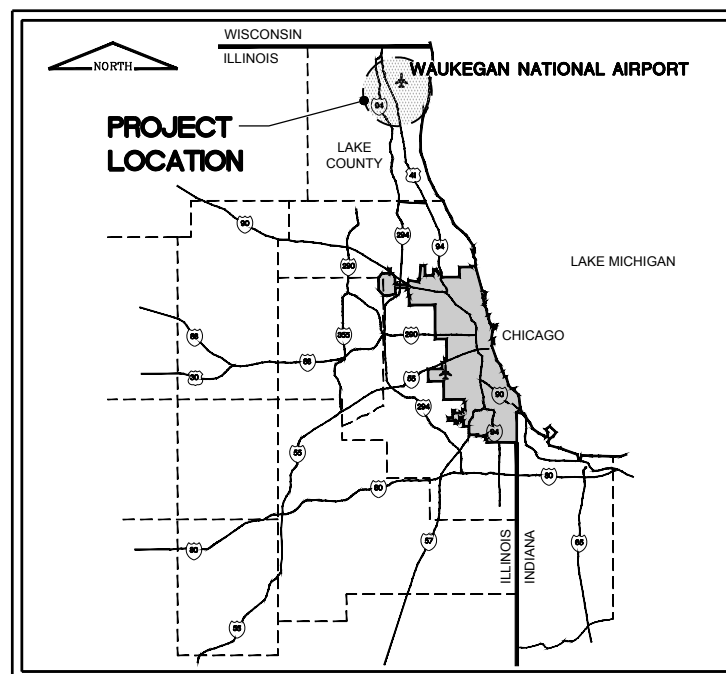 WISCONSIN
ILLINOIS
NORTH
WAUKEGAN NATIONAL AIRPORT
94
PROJECT
LOCATION
LAKE
COUNTY
41
90
294
94
290
LAKE MICHIGAN
88
355
290
CHICAGO
88
30
55
90
294
94
55
80
80
57
65
80
ILLINOIS
INDIANA
55